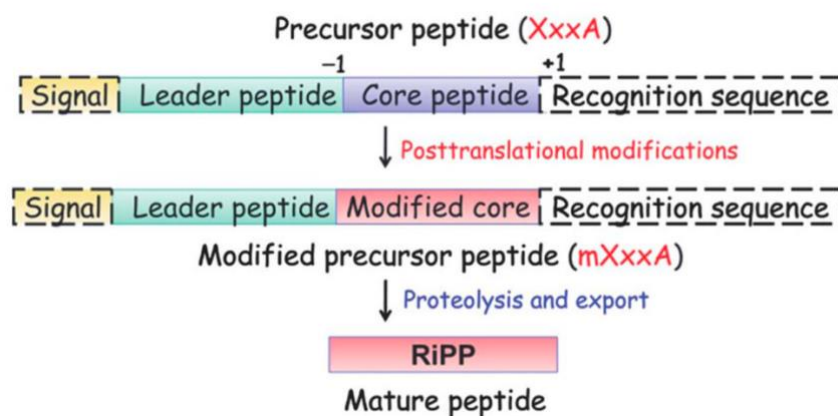 Precursor peptide (XxxA)
−1 +1
Signal Leader peptide Core peptide Recognition sequence
Posttranslational modifications
Signal Leader peptide Modified core Recognition sequence
Modified precursor peptide (mXxxA)
Proteolysis and export
RiPP
Mature peptide